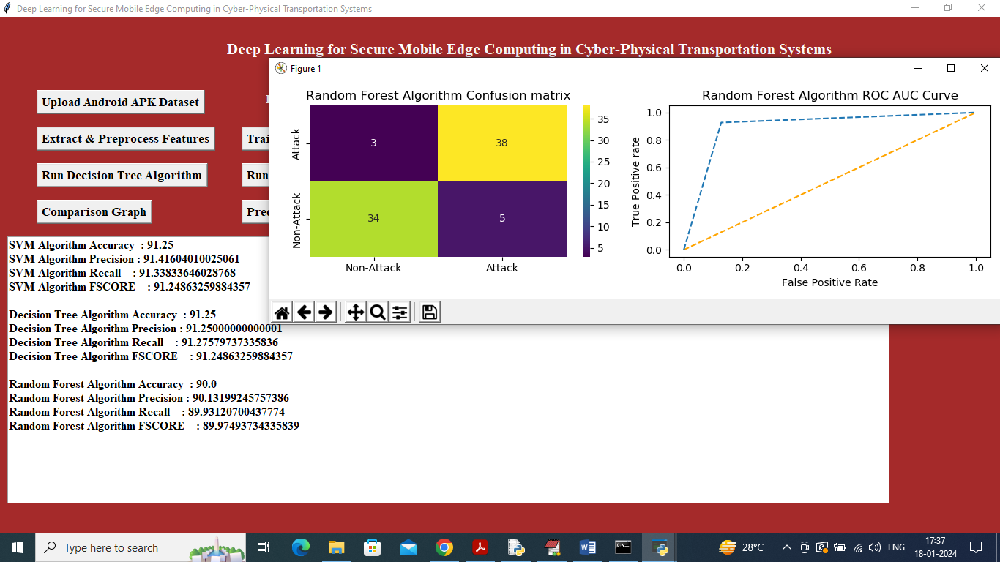 Deep Learning for Secure Mobile Edge Computing in Cyber-Physical Transportation Systems
Deep Learning for Secure Mobile Edge Computing in Cyber-Physical Transportation Systems
Upload Android APK Dataset
Extract & Preprocess Features
Run Decision Tree Algorithm
Run
Comparison Graph
Figure 1
Random Forest Algorithm Confusion matrix
Attack
Non-Attack
3
38
34
5
Non-Attack
Attack
35
30
25
20
15
10
5
Random Forest Algorithm ROC AUC Curve
True Positive rate
1.0
0.8
0.6
0.4
0.2
0.0
0.0
0.2
0.4
0.6
0.8
1.0
False Positive Rate
SVM Algorithm Accuracy : 91.25
SVM Algorithm Precision : 91.41604010025061
SVM Algorithm Recall : 91.33833646028768
SVM Algorithm FSCORE : 91.24863259884357
Decision Tree Algorithm Accuracy : 91.25
Decision Tree Algorithm Precision : 91.25000000000001
Decision Tree Algorithm Recall : 91.27579737335836
Decision Tree Algorithm FSCORE : 91.24863259884357
Random Forest Algorithm Accuracy : 90.0
Random Forest Algorithm Precision : 90.13199245757386
Random Forest Algorithm Recall : 89.93120700437774
Random Forest Algorithm FSCORE : 89.97493734335839
Type here to search
28°C
ENG
17:37
18-01-2024